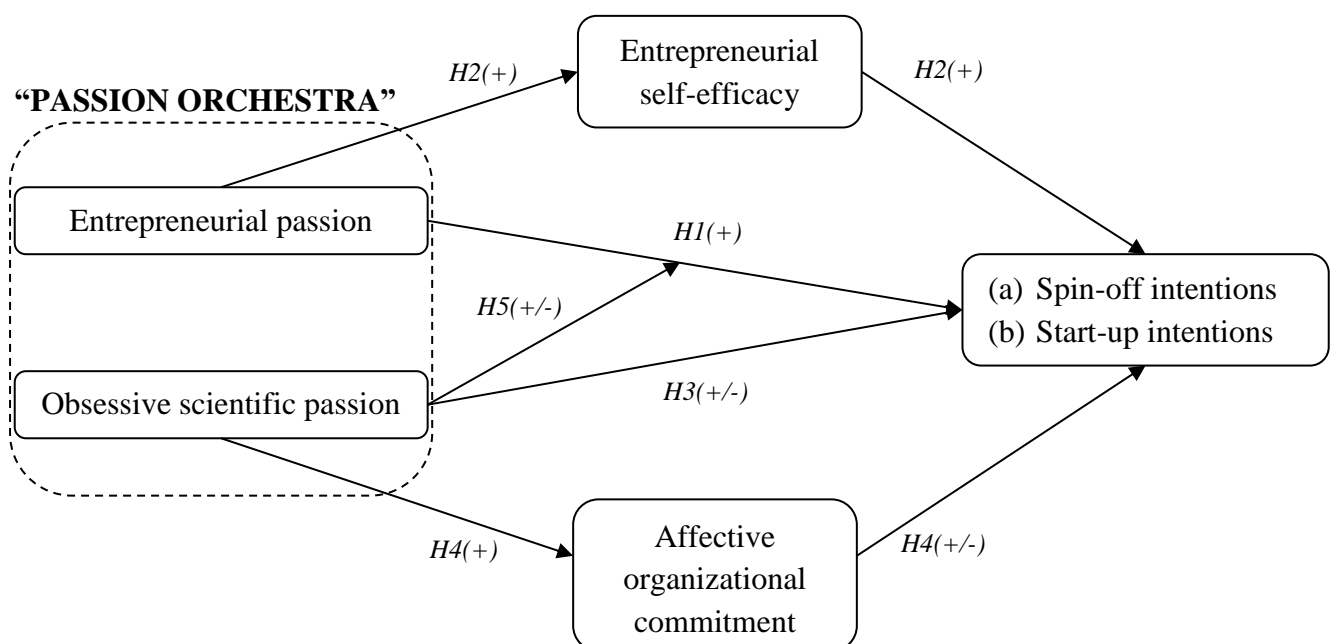 Entrepreneurial
self-efficacy
H2(+)
H2(+)
“PASSION ORCHESTRA”
Entrepreneurial passion
H1(+)
(a) Spin-off intentions
(b) Start-up intentions
H5(+/-)
Obsessive scientific passion
H3(+/-)
H4(+)
Affective
organizational
commitment
H4(+/-)